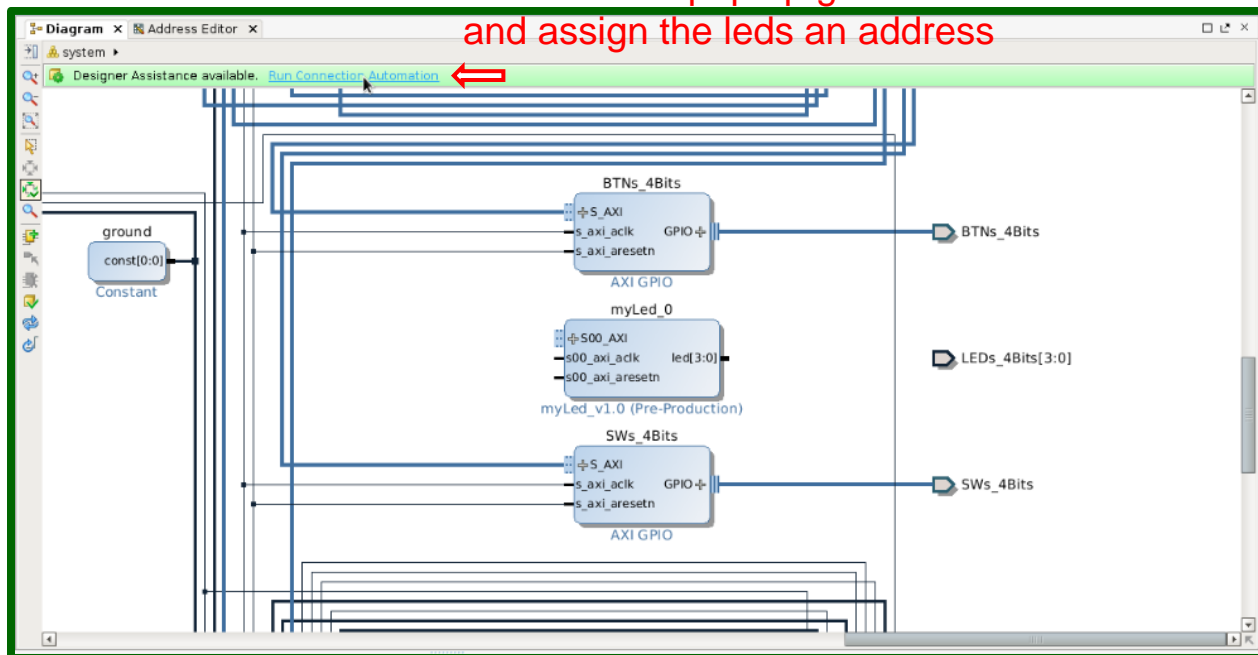 and assign the leds an address
Diagram
Address Editor
system
Designer Assistance available. Run Connection Automation
BTNs_4Bits
S_AXI
s_axi_aclk GPIO
s_axi_aresetn
AXI GPIO
BTNs_4Bits
ground
const[0:0]
Constant
myLed_0
S00_AXI
s00_axi_aclk led[3:0]
s00_axi_aresetn
myLed_v1.0 (Pre-Production)
LEDs_4Bits[3:0]
SWs_4Bits
S_AXI
s_axi_aclk GPIO
s_axi_aresetn
AXI GPIO
SWs_4Bits